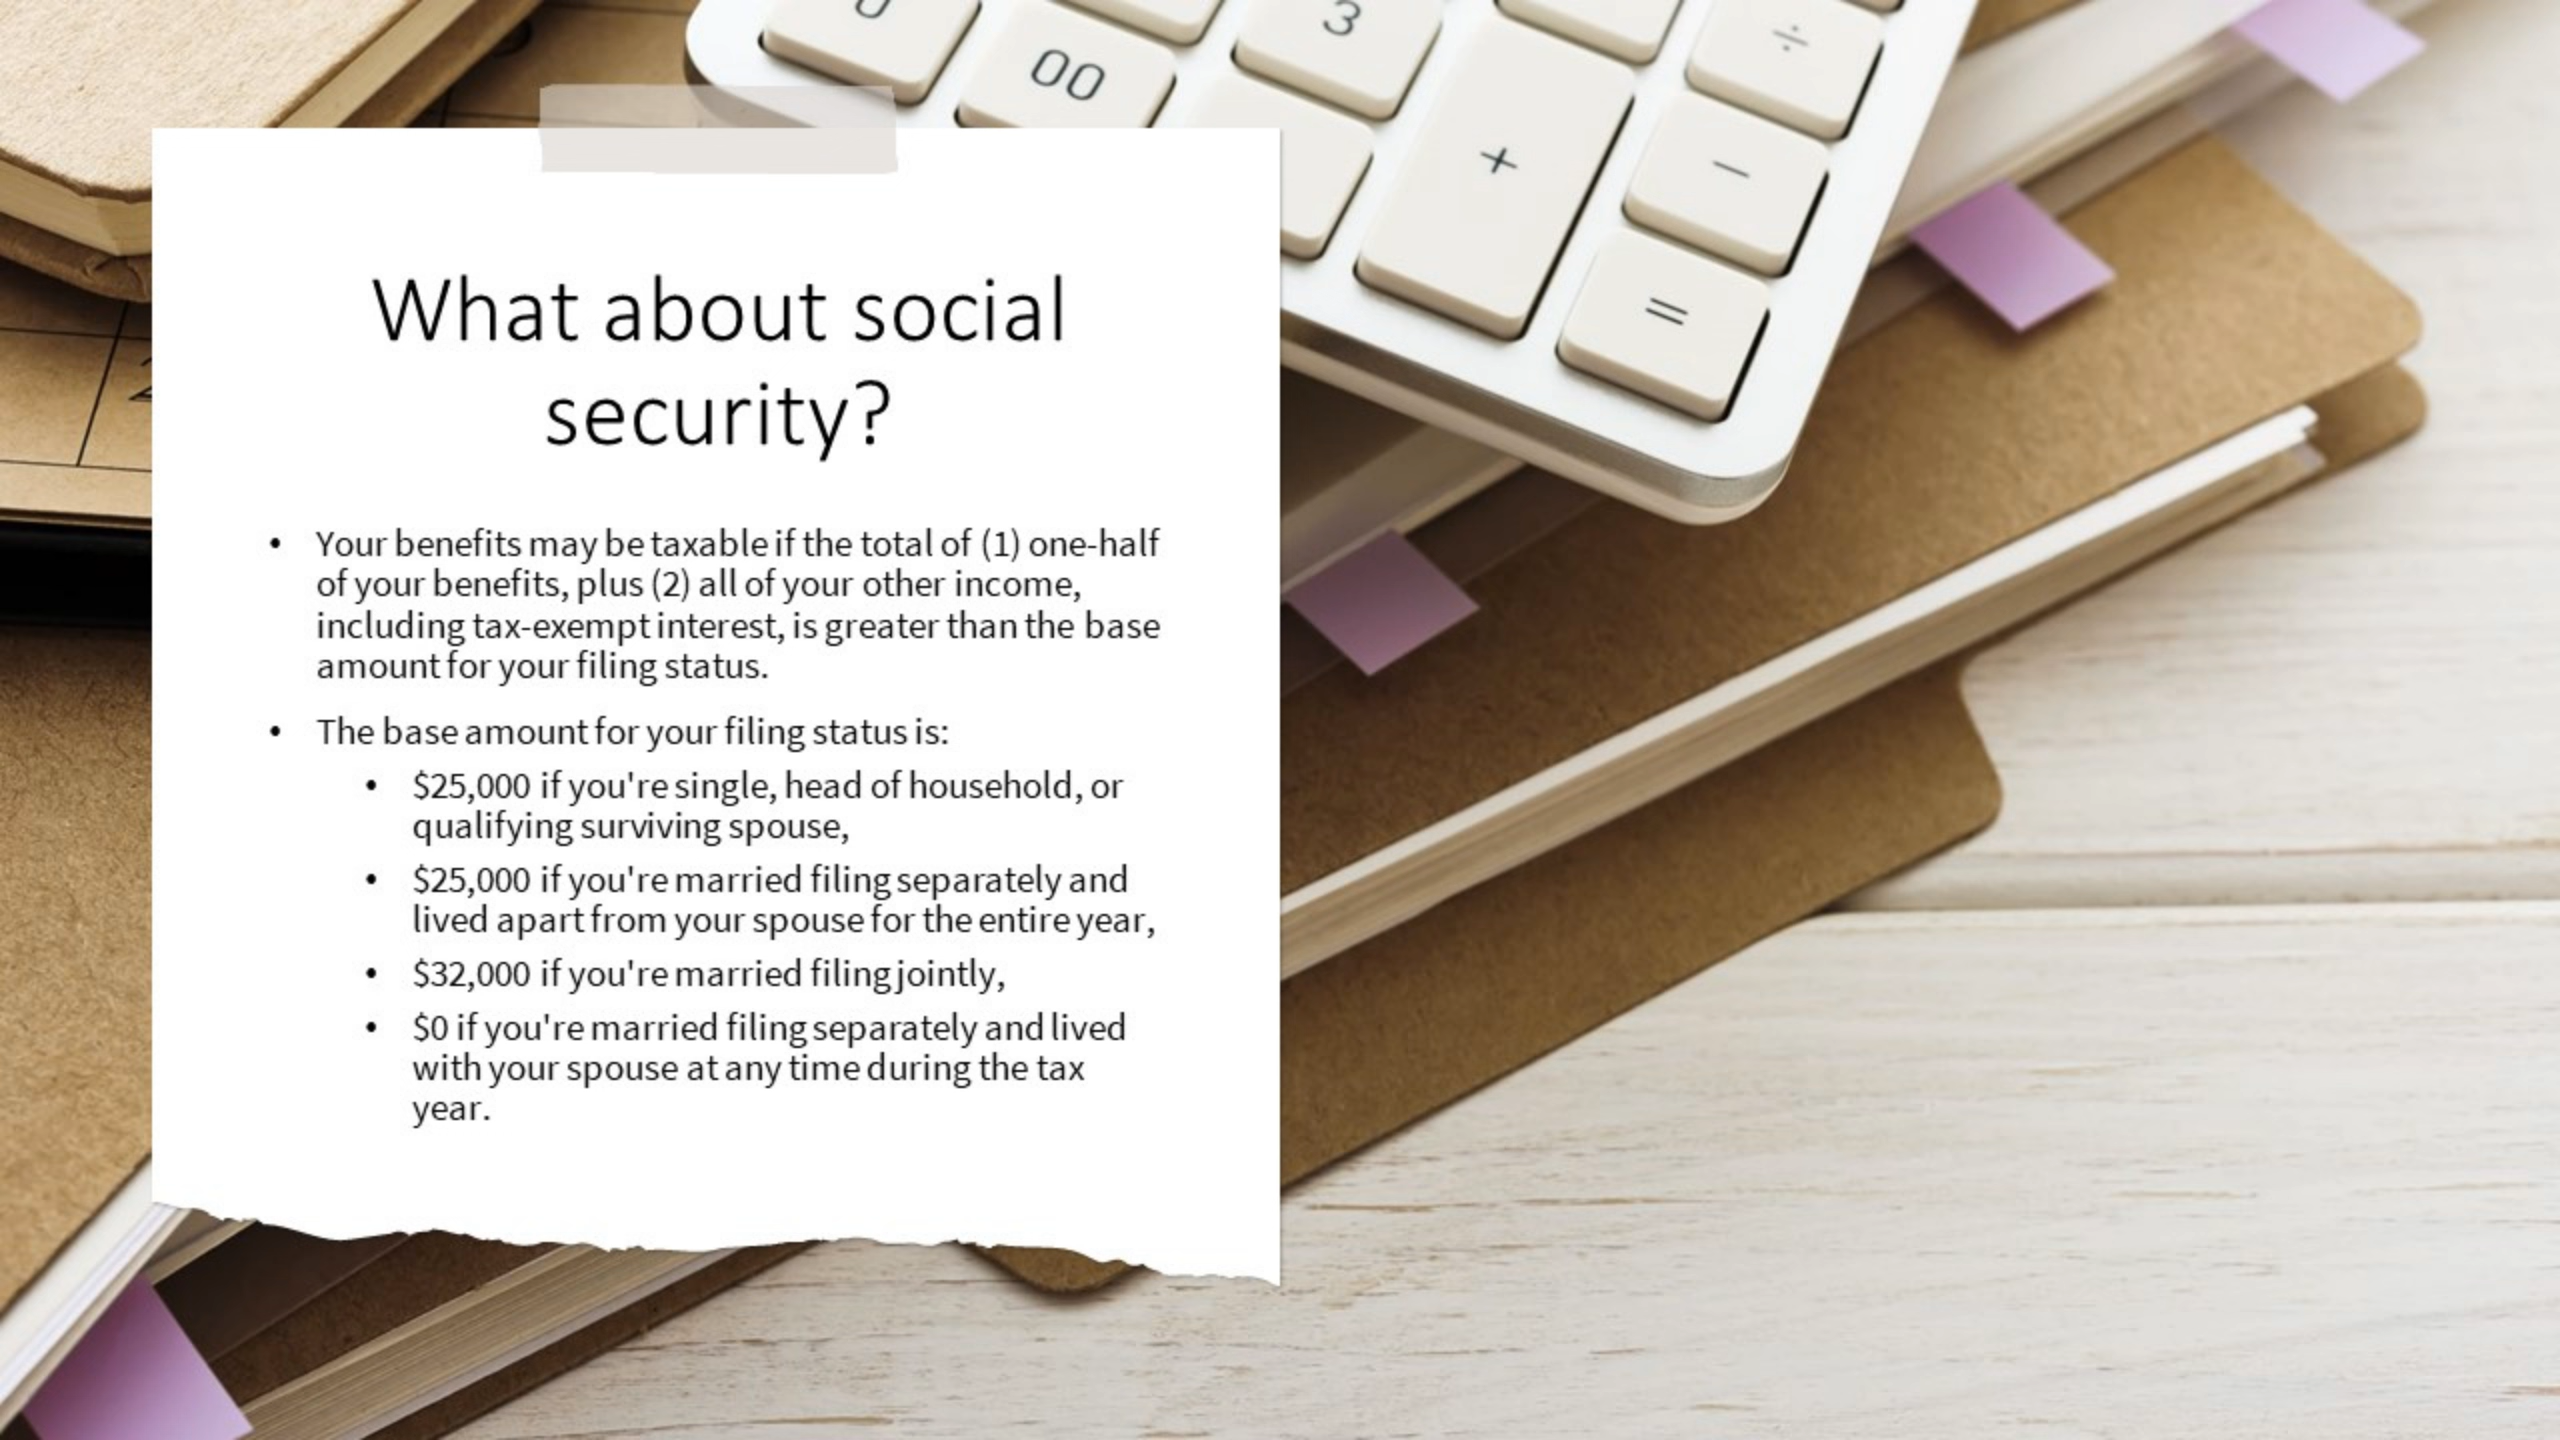 0
00
3
÷
+
−
=
What about social
security?
• Your benefits may be taxable if the total of (1) one-half
of your benefits, plus (2) all of your other income,
including tax-exempt interest, is greater than the base
amount for your filing status.
• The base amount for your filing status is:
• $25,000 if you're single, head of household, or
qualifying surviving spouse,
• $25,000 if you're married filing separately and
lived apart from your spouse for the entire year,
• $32,000 if you're married filing jointly,
• $0 if you're married filing separately and lived
with your spouse at any time during the tax
year.